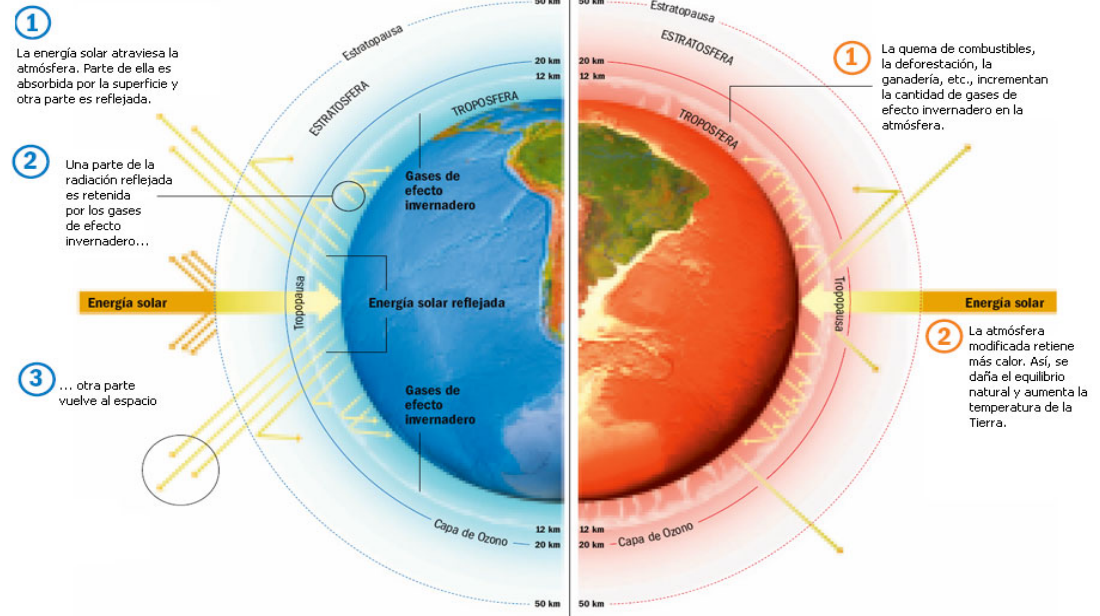 50 km
Estratopausa
ESTRATOSFERA
20 km
12 km
TROPOSFERA
1
La energía solar atraviesa la
atmósfera. Parte de ella es
absorbida por la superficie y
otra parte es reflejada.
2
Una parte de la
radiación reflejada
es retenida
por los gases
de efecto
invernadero...
Gases de
efecto
invernadero
Energía solar
Tropopausa
Energía solar reflejada
3
... otra parte
vuelve al espacio
Gases de
efecto
invernadero
Capa de Ozono
12 km
20 km
50 km
50 km
Estratopausa
ESTRATOSFERA
20 km
12 km
TROPOSFERA
1
La quema de combustibles,
la deforestación, la
ganadería, etc., incrementan
la cantidad de gases de
efecto invernadero en la
atmósfera.
Tropopausa
Energía solar
2
La atmósfera
modificada retiene
más calor. Así, se
daña el equilibrio
natural y aumenta la
temperatura de la
Tierra.
12 km
20 km
Capa de Ozono
50 km